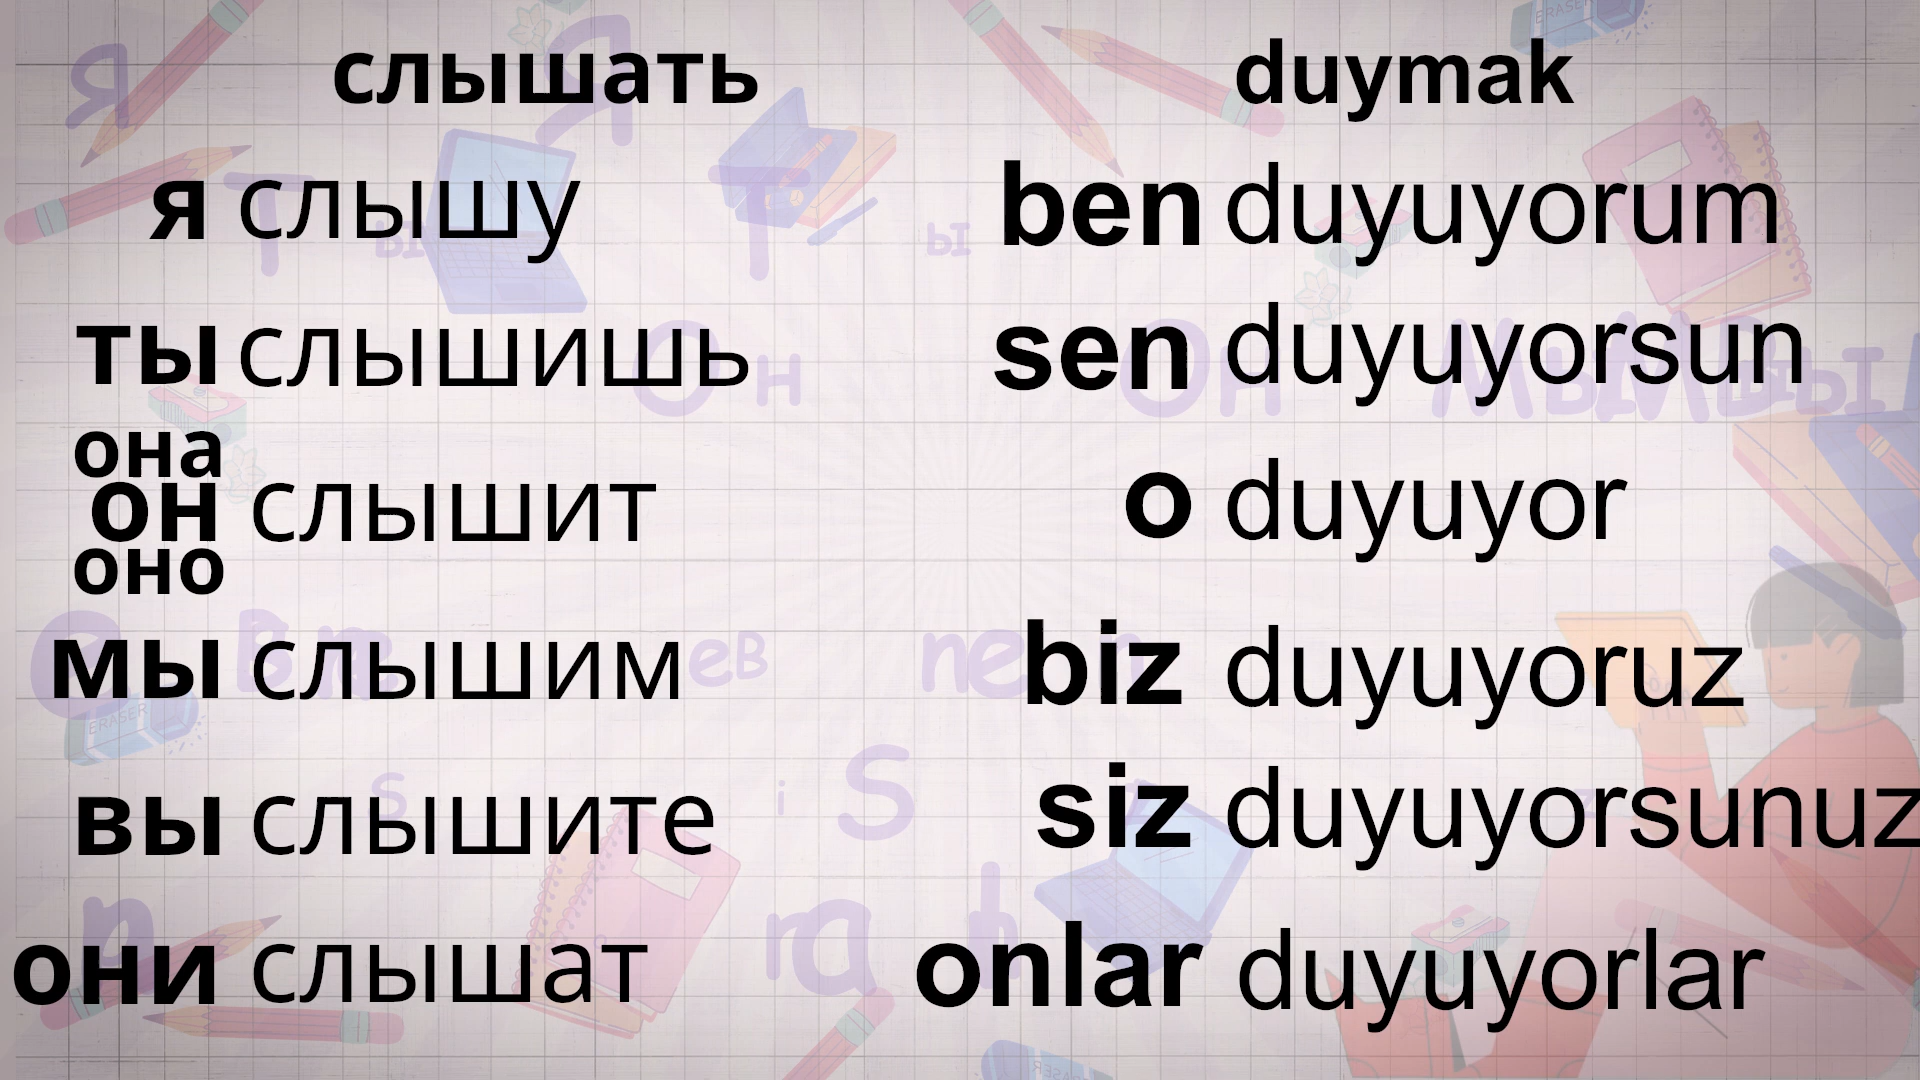 слышать
я слышу
ты слышишь
она
он слышит
оно
мы слышим
вы слышите
они слышат
duymak
ben duyuyorum
sen duyuyorsun
o duyuyor
biz duyuyoruz
siz duyuyorsunuz
onlar duyuyorlar